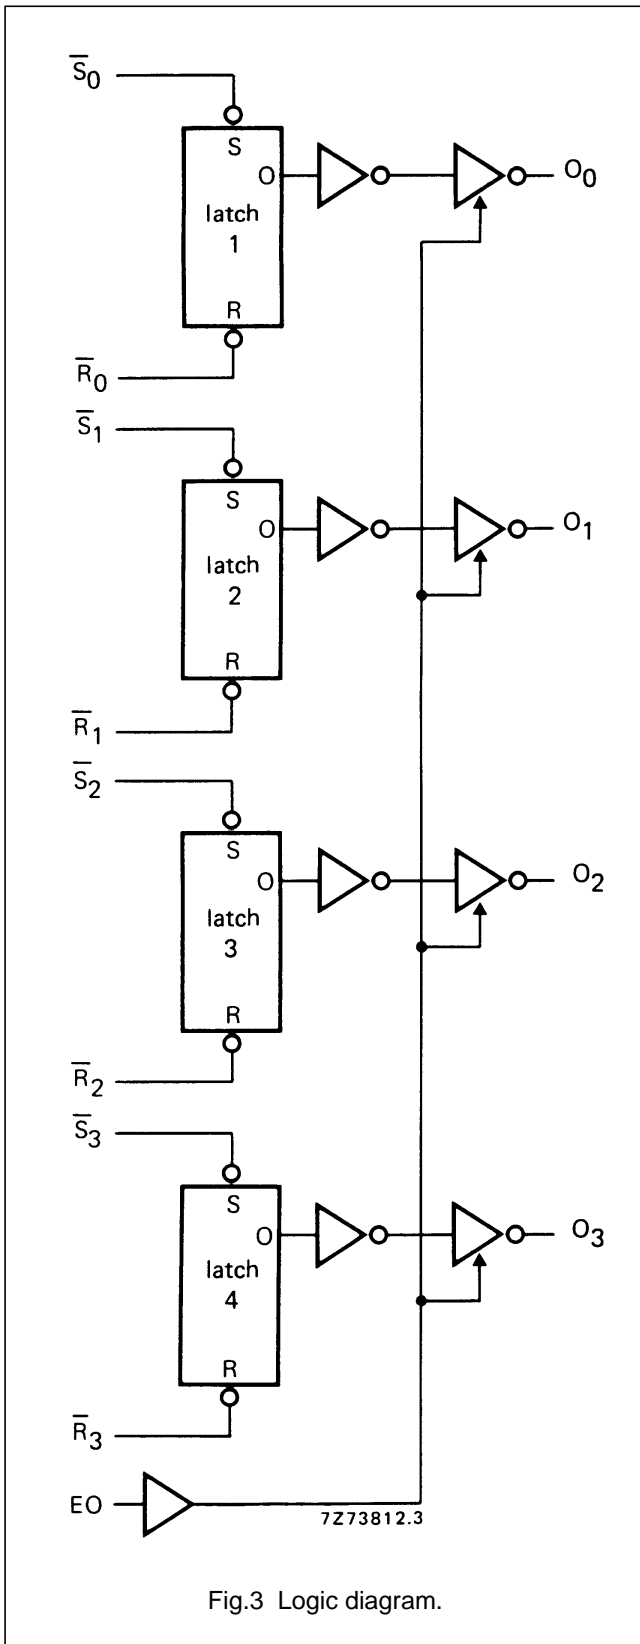 S̅0
S
O
O0
latch
1
R
R̅0
S̅1
S
O
O1
latch
2
R
R̅1
S̅2
S
O
O2
latch
3
R
R̅2
S̅3
S
O
O3
latch
4
R
R̅3
EO
7Z73812.3
Fig.3 Logic diagram.